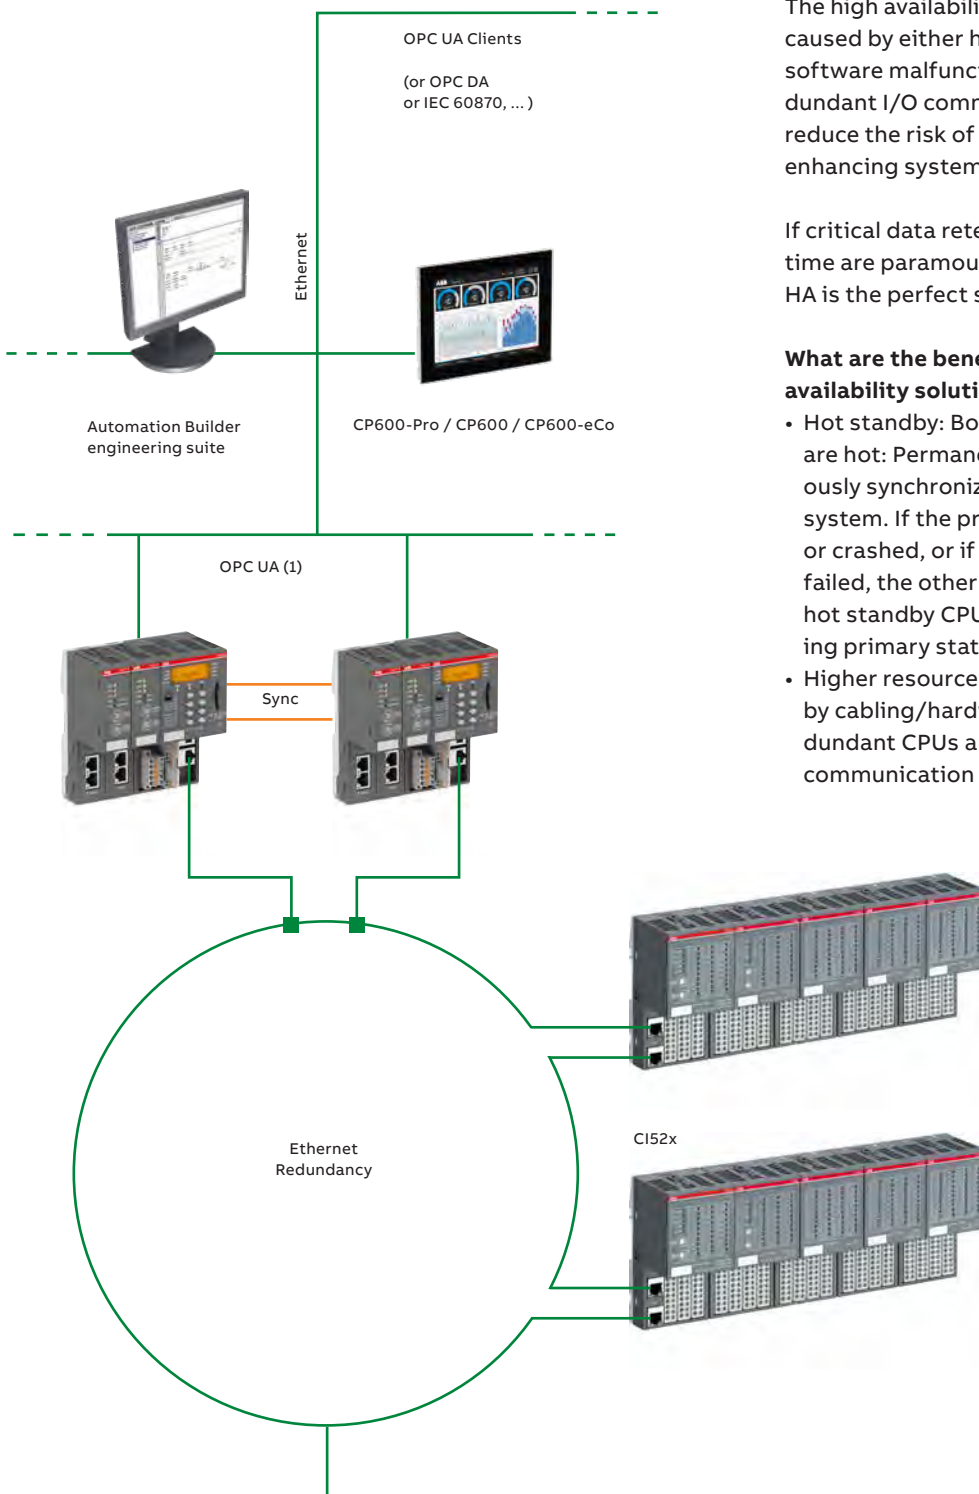 OPC UA Clients
(or OPC DA
or IEC 60870, ... )
Ethernet
Automation Builder
engineering suite
CP600-Pro / CP600 / CP600-eCo
OPC UA (1)
Sync
Ethernet
Redundancy
CI52x
The high availabili
caused by either h
software malfunc
dundant I/O comm
reduce the risk of
enhancing system
If critical data rete
time are paramou
HA is the perfect s
What are the bene
availability soluti
• Hot standby: Bo
are hot: Permane
ously synchroniz
system. If the pr
or crashed, or if
failed, the other
hot standby CPU
ing primary stat
• Higher resource
by cabling/hard
dundant CPUs a
communication